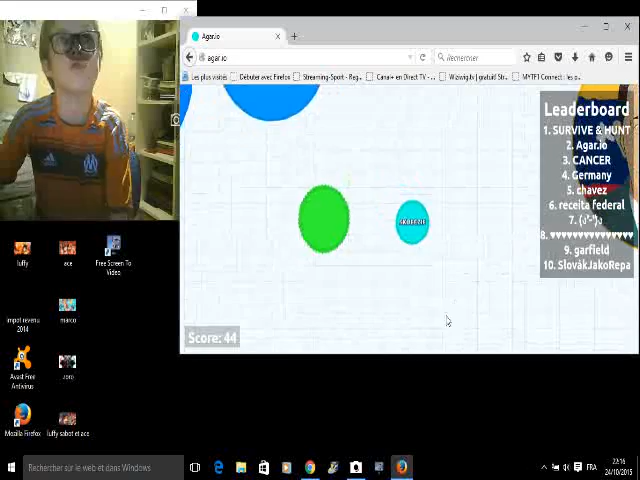 Agar.io
agar.io
Rechercher
Les plus visités Débuter avec Firefox Streaming-Sport - Reg... Canal+ en Direct TV - ... Wiziwig.tv | gratuit| Str... MYTF1 Connect : les p...
Leaderboard
1. SURVIVE & HUNT
2. Agar.io
3. CANCER
4. Germany
5. chavez
6. receita federal
8. ♥♥♥♥♥♥♥♥♥♥♥♥♥♥
9. garfield
10. SlovákJakoRepa
Score: 44
luffy
ace
Free Screen To
Video
impot revenu
2014
marco
Avast Free
Antivirus
zoro
Mozilla Firefox
luffy sabot et ace
Rechercher sur le web et dans Windows
FRA
22:16
24/10/2015